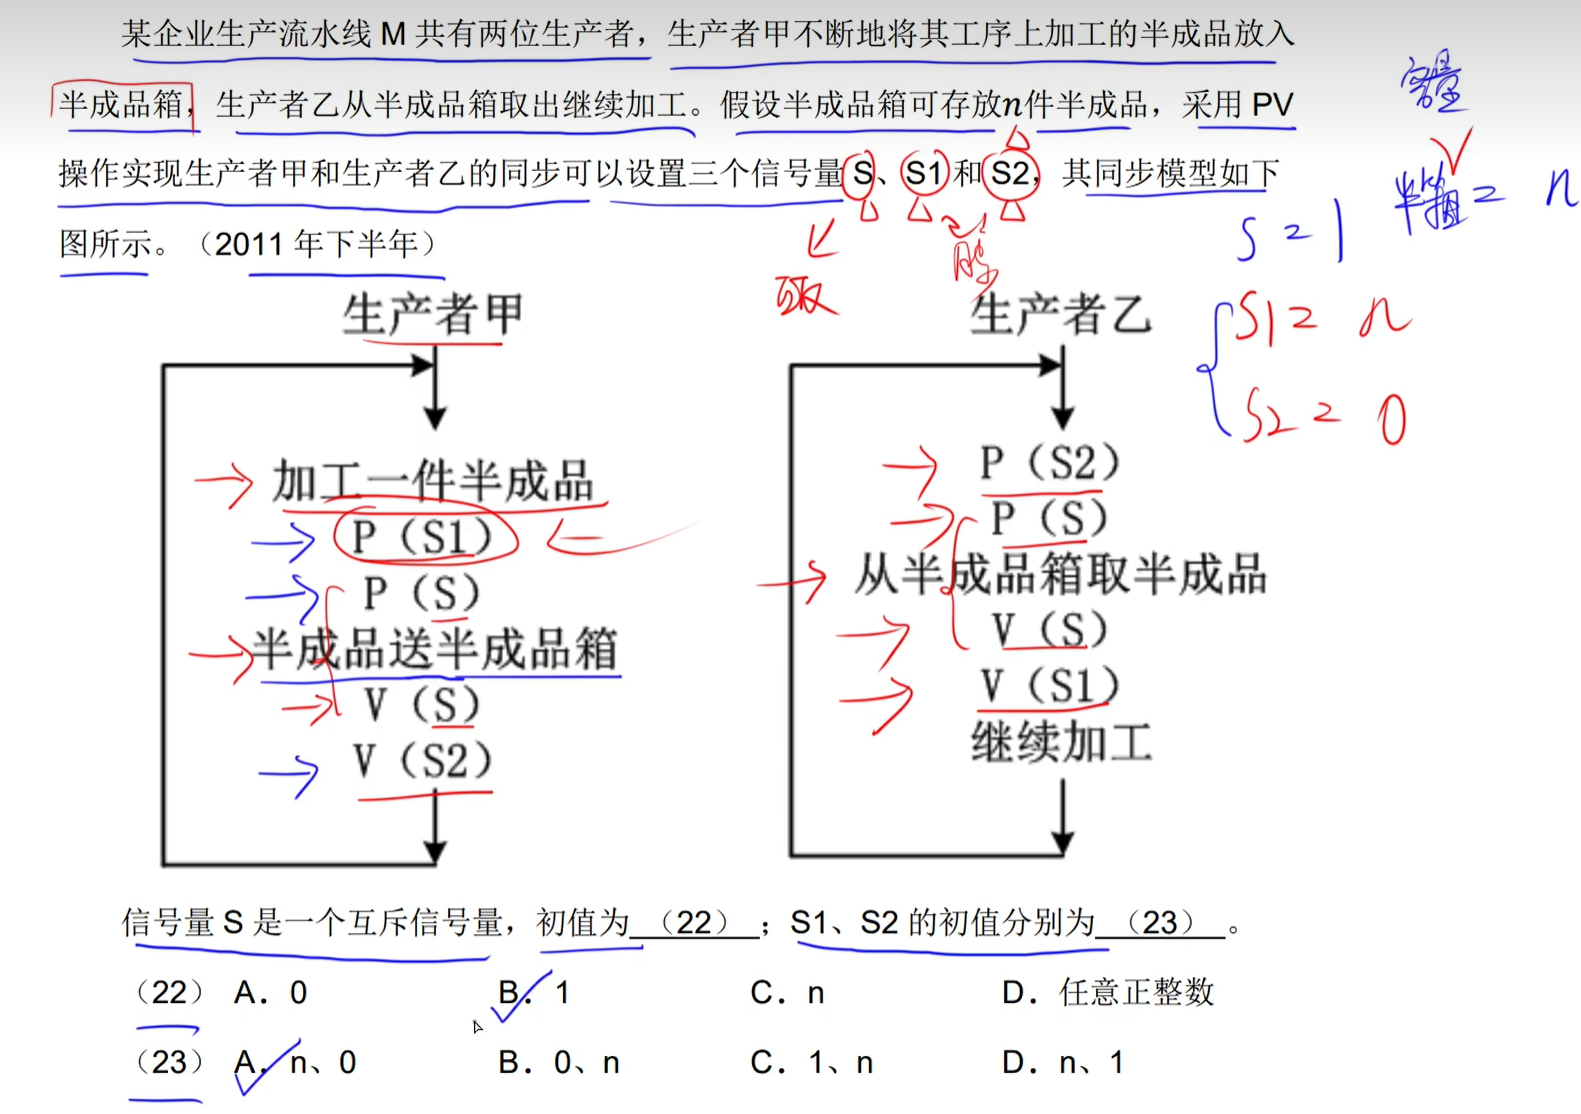 某企业生产流水线 M 共有两位生产者，生产者甲不断地将其工序上加工的半成品放入
半成品箱，生产者乙从半成品箱取出继续加工。假设半成品箱可存放n件半成品，采用 PV
操作实现生产者甲和生产者乙的同步可以设置三个信号量 S、S1 和 S2，其同步模型如下
图所示。（2011 年下半年）
容量
半箱 = n
S = 1
互斥
同步
S1 = n
S2 = 0
生产者甲
加工一件半成品
P（S1）
P（S）
半成品送半成品箱
V（S）
V（S2）
生产者乙
P（S2）
P（S）
从半成品箱取半成品
V（S）
V（S1）
继续加工
信号量 S 是一个互斥信号量，初值为 （22） ；S1、S2 的初值分别为 （23） 。
（22） A．0 B．1 C．n D．任意正整数
（23） A．n、0 B．0、n C．1、n D．n、1